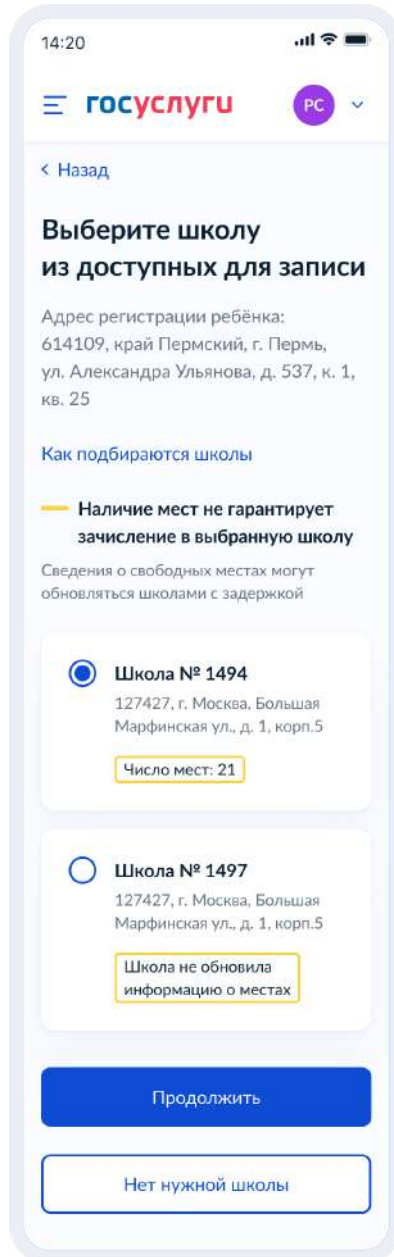 14:20
госуслуги
РС
Назад
Выберите школу
из доступных для записи
Адрес регистрации ребёнка:
614109, край Пермский, г. Пермь,
ул. Александра Ульянова, д. 537, к. 1,
кв. 25
Как подбираются школы
Наличие мест не гарантирует
зачисление в выбранную школу
Сведения о свободных местах могут
обновляться школами с задержкой
Школа № 1494
127427, г. Москва, Большая
Марфинская ул., д. 1, корп.5
Число мест: 21
Школа № 1497
127427, г. Москва, Большая
Марфинская ул., д. 1, корп.5
Школа не обновила
информацию о местах
Продолжить
Нет нужной школы